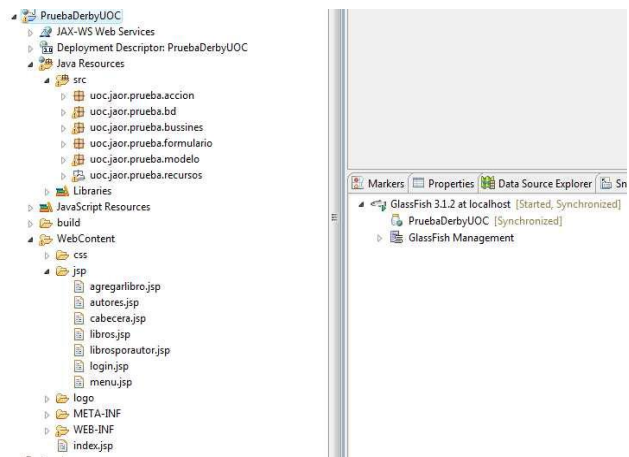 PruebaDerbyUOC
JAX-WS Web Services
Deployment Descriptor: PruebaDerbyUOC
Java Resources
src
uoc.jaor.prueba.accion
uoc.jaor.prueba.bd
uoc.jaor.prueba.bussines
uoc.jaor.prueba.formulario
uoc.jaor.prueba.modelo
uoc.jaor.prueba.recursos
Libraries
JavaScript Resources
build
WebContent
css
jsp
agregarlibro.jsp
autores.jsp
cabecera.jsp
libros.jsp
librosporautor.jsp
login.jsp
menu.jsp
logo
META-INF
WEB-INF
index.jsp
Markers Properties Data Source Explorer Sn
GlassFish 3.1.2 at localhost [Started, Synchronized]
PruebaDerbyUOC [Synchronized]
GlassFish Management